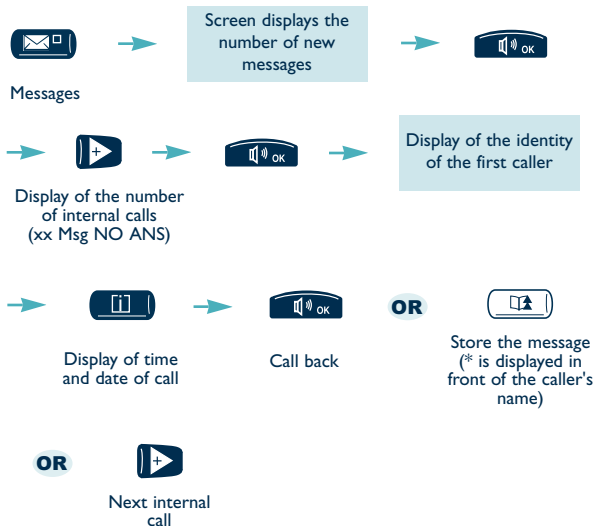 Screen displays the
number of new
messages
OK
Messages
+
OK
Display of the identity
of the first caller
Display of the number
of internal calls
(xx Msg NO ANS)
i
OK
OR
Display of time
and date of call
Call back
Store the message
(* is displayed in
front of the caller's
name)
OR
+
Next internal
call